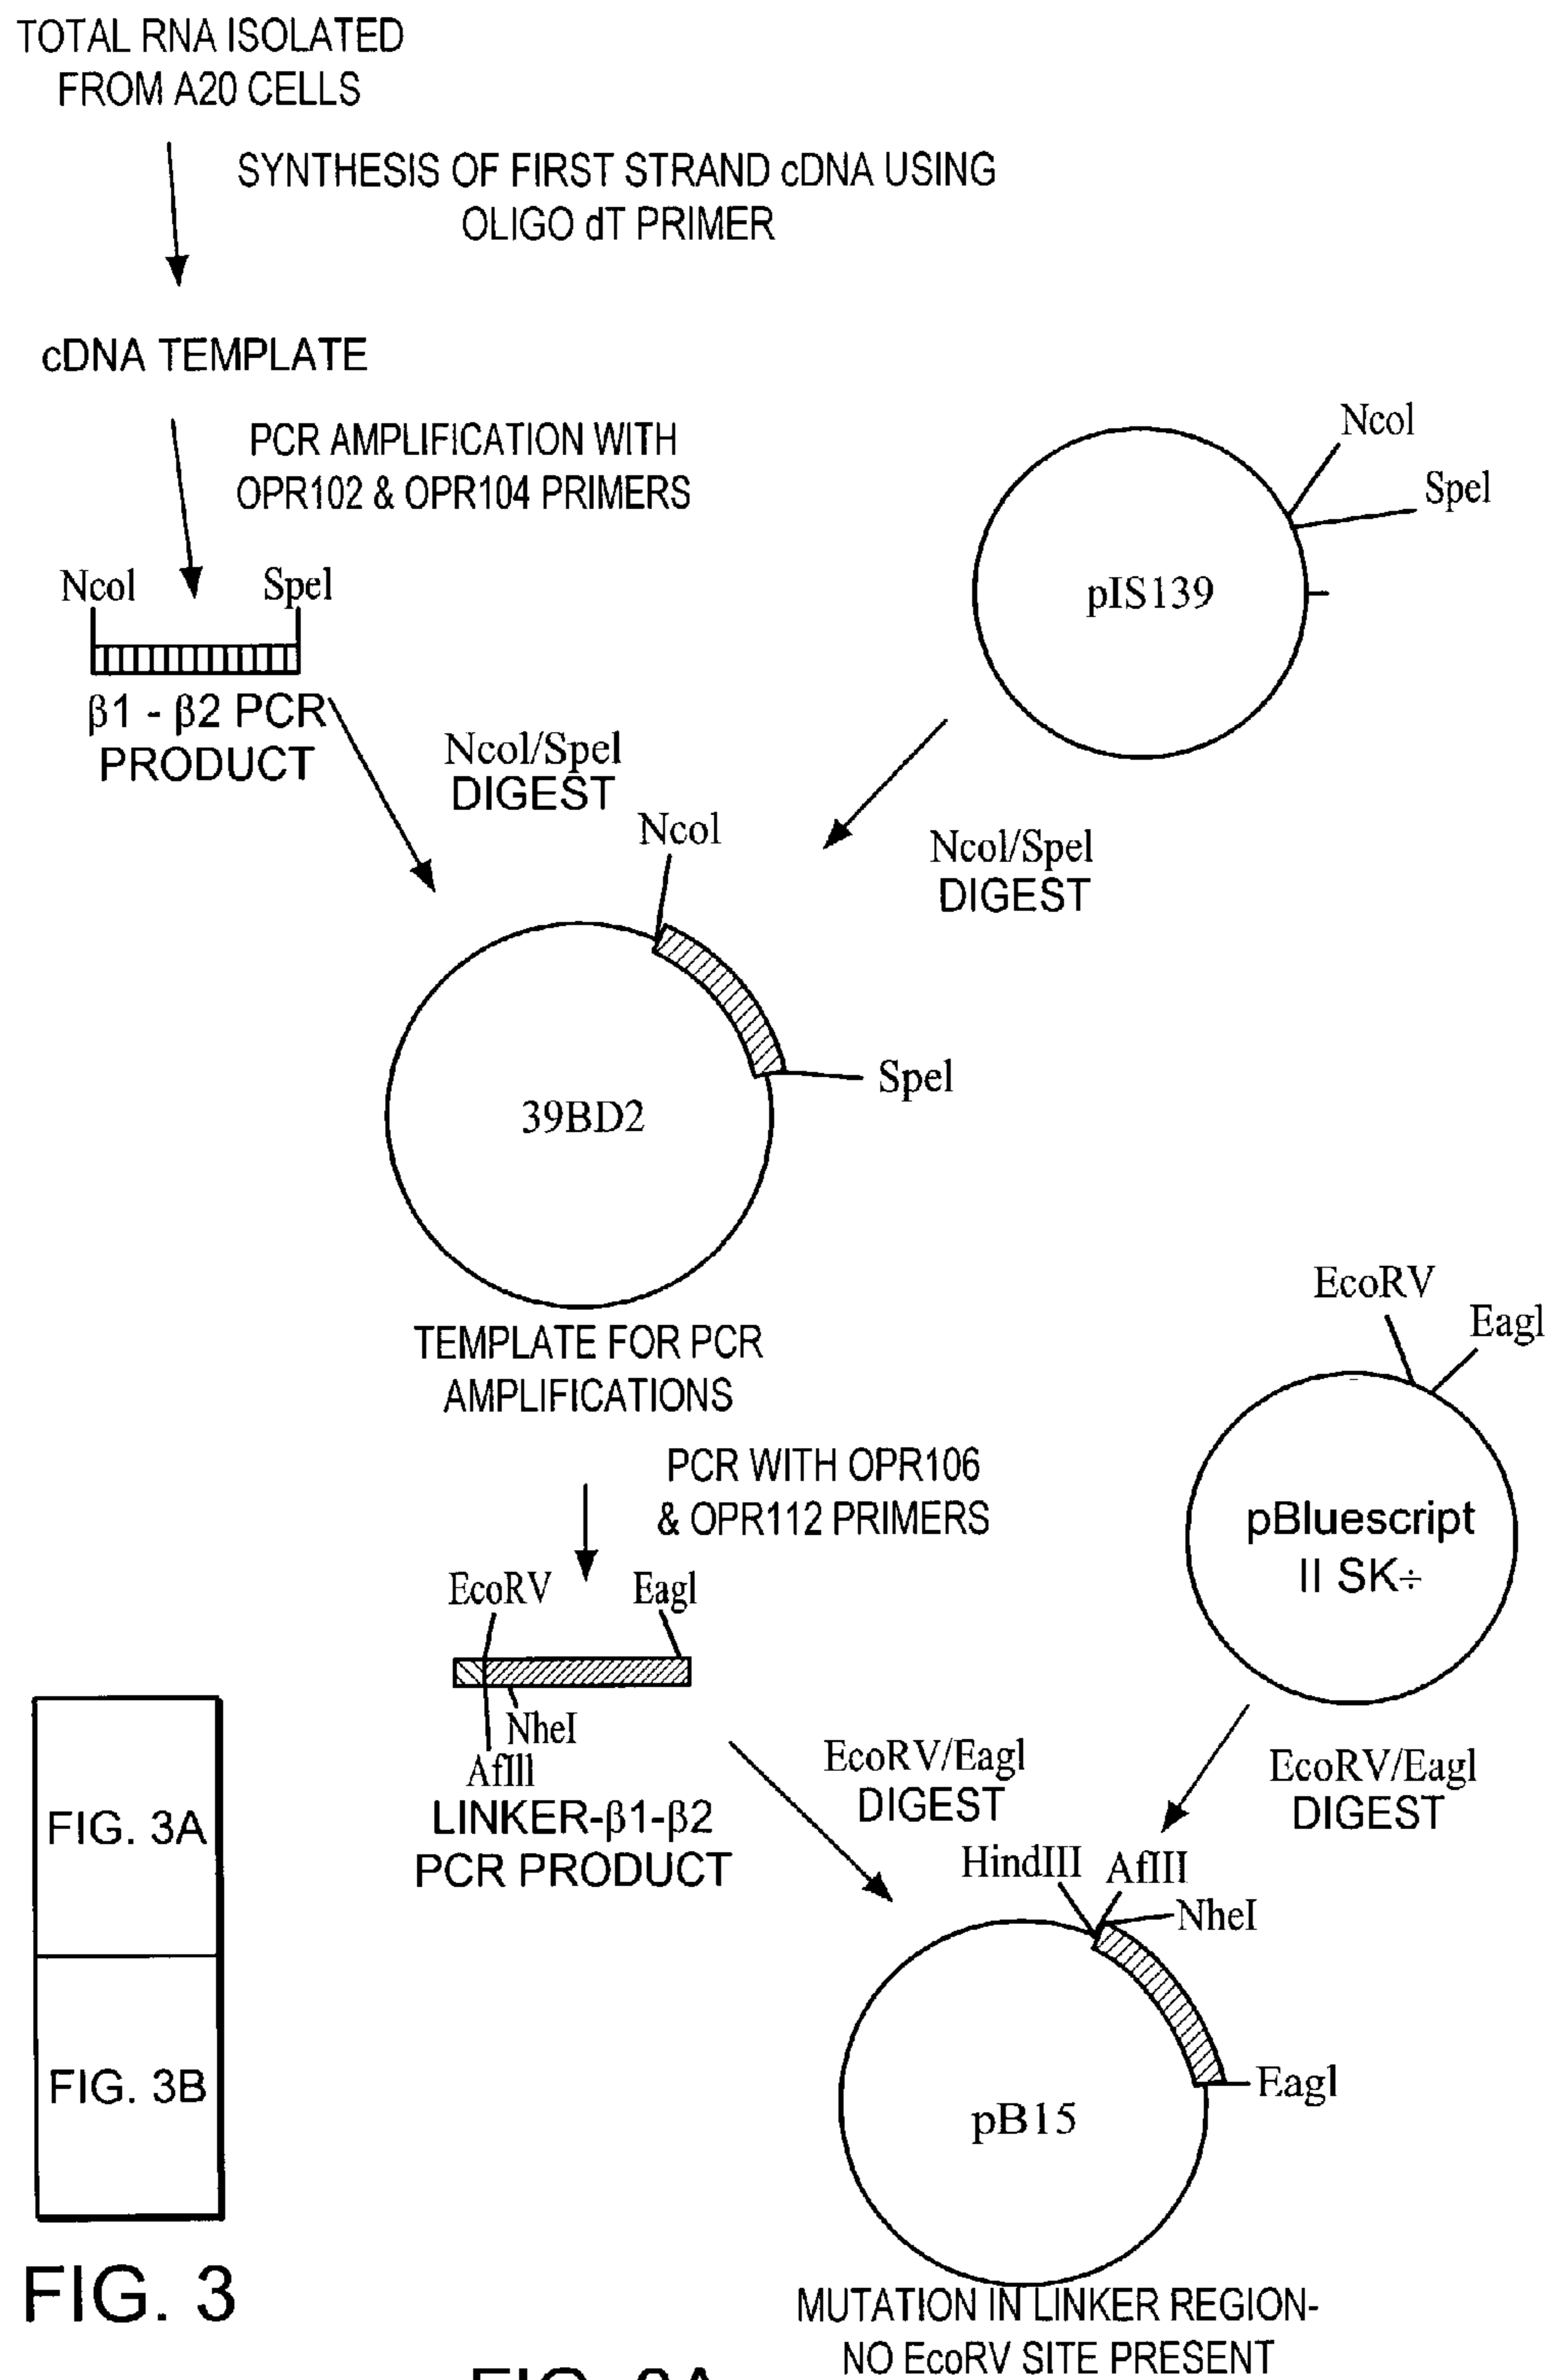 TOTAL RNA ISOLATED
FROM A20 CELLS
SYNTHESIS OF FIRST STRAND cDNA USING
OLIGO dT PRIMER
cDNA TEMPLATE
PCR AMPLIFICATION WITH
OPR102 & OPR104 PRIMERS
NcoI
SpeI
pIS139
NcoI
SpeI
β1 - β2 PCR
PRODUCT
NcoI/SpeI
DIGEST
NcoI/SpeI
DIGEST
NcoI
SpeI
39BD2
TEMPLATE FOR PCR
AMPLIFICATIONS
EcoRV
EagI
pBluescript
II SK÷
PCR WITH OPR106
& OPR112 PRIMERS
EcoRV
EagI
NheI
AflII
LINKER-β1-β2
PCR PRODUCT
EcoRV/EagI
DIGEST
EcoRV/EagI
DIGEST
HindIII
AflII
NheI
EagI
pB15
MUTATION IN LINKER REGION-
NO EcoRV SITE PRESENT
FIG. 3A
FIG. 3B
FIG. 3